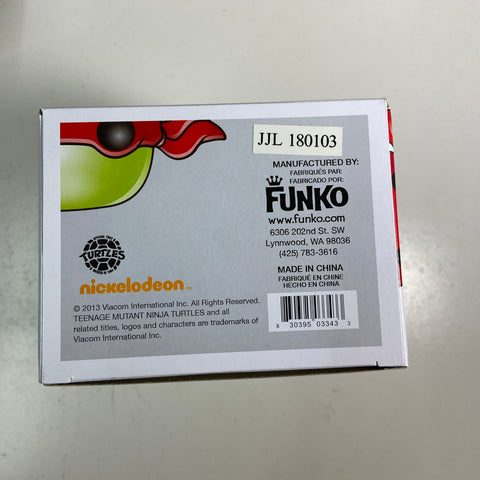 JJL 180103
MANUFACTURED BY:
FABRIQUÉS PAR:
FABRICADO POR:
FUNKO
www.funko.com
6306 202nd St. SW
Lynnwood, WA 98036
(425) 783-3616
MADE IN CHINA
FABRIQUÉ EN CHINE
HECHO EN CHINA
8 30395 03343 3
TURTLES
nickelodeon™
© 2013 Viacom International Inc. All Rights Reserved.
TEENAGE MUTANT NINJA TURTLES and all
related titles, logos and characters are trademarks of
Viacom International Inc.